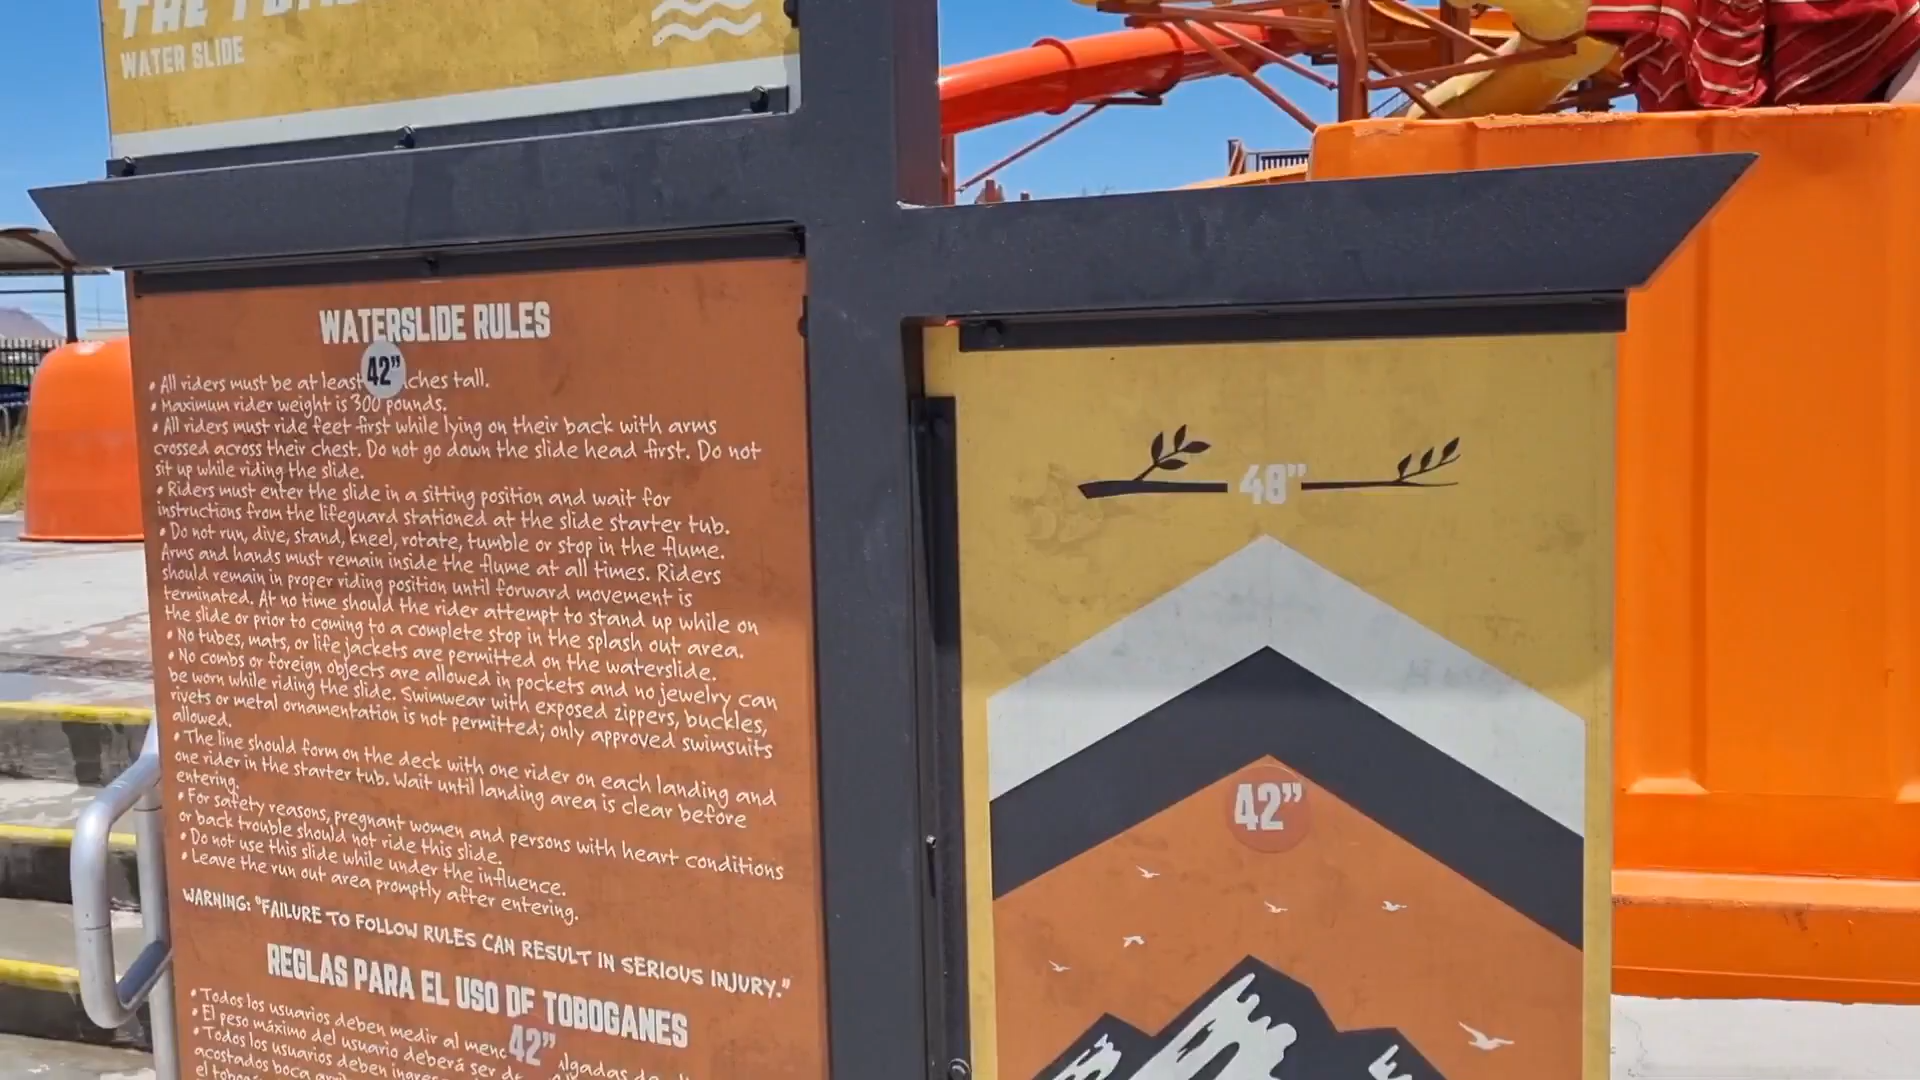 THE
WATER SLIDE
WATERSLIDE RULES
• All riders must be at least 42” ches tall.
• Maximum rider weight is 300 pounds.
• All riders must ride feet first while lying on their back with arms
crossed across their chest. Do not go down the slide head first. Do not
sit up while riding the slide.
• Riders must enter the slide in a sitting position and wait for
instructions from the lifeguard stationed at the slide starter tub.
• Do not run, dive, stand, kneel, rotate, tumble or stop in the flume.
Arms and hands must remain inside the flume at all times. Riders
should remain in proper riding position until forward movement is
terminated. At no time should the rider attempt to stand up while on
the slide or prior to coming to a complete stop in the splash out area.
• No tubes, mats, or life jackets are permitted on the waterslide.
• No combs or foreign objects are allowed in pockets and no jewelry can
be worn while riding the slide. Swimwear with exposed zippers, buckles,
rivets or metal ornamentation is not permitted; only approved swimsuits
allowed.
• The line should form on the deck with one rider on each landing and
one rider in the starter tub. Wait until landing area is clear before
entering.
• For safety reasons, pregnant women and persons with heart conditions
or back trouble should not ride this slide.
• Do not use this slide while under the influence.
• Leave the run out area promptly after entering.
WARNING: "FAILURE TO FOLLOW RULES CAN RESULT IN SERIOUS INJURY."
REGLAS PARA EL USO DE TOBOGANES
• Todos los usuarios deben medir al meno 42” lgadas de
• El peso máximo del usuario deberá ser de
• Todos los usuarios deben
acostados boca
el
48”
42”